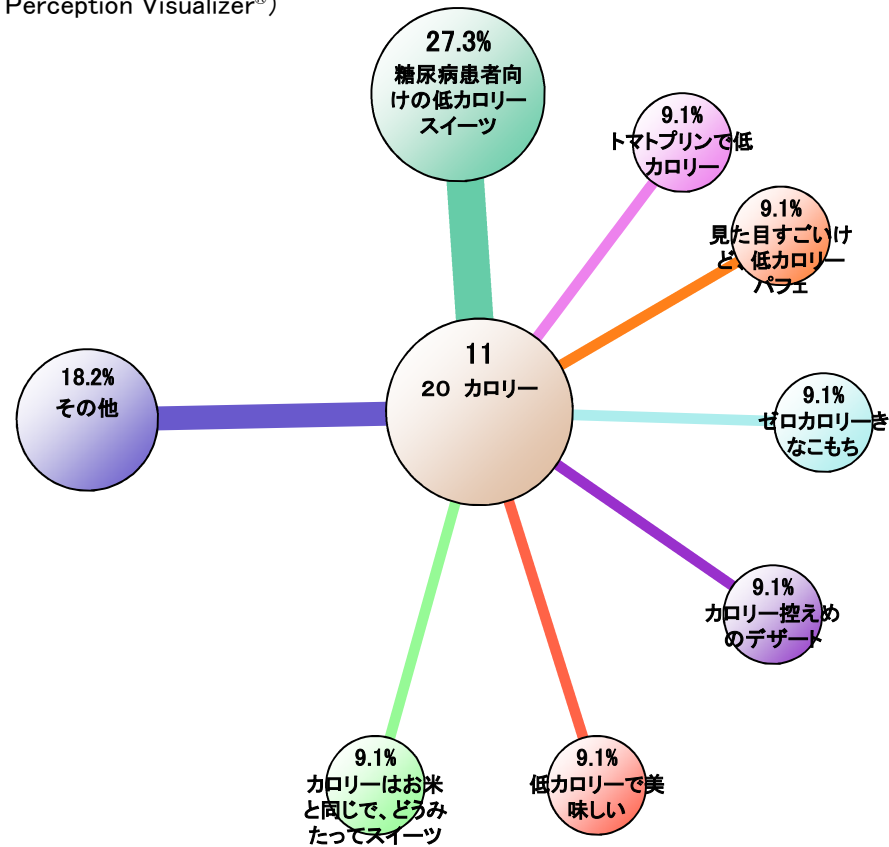 Perception Visualizer®)
27.3%
糖尿病患者向
けの低カロリー
スイーツ
9.1%
トマトプリンで低
カロリー
9.1%
見た目すごいけ
ど、低カロリー
パフェ
11
20 カロリー
18.2%
その他
9.1%
ゼロカロリーき
なこもち
9.1%
カロリー控えめ
のデザート
9.1%
カロリーはお米
と同じで、どうみ
たってスイーツ
9.1%
低カロリーで美
味しい